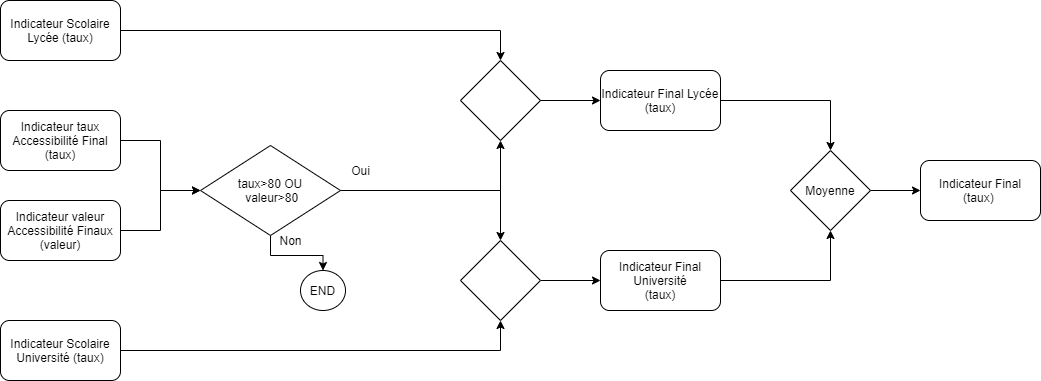 Indicateur Scolaire
Lycée (taux)
Indicateur taux
Accessibilité Final
(taux)
Indicateur valeur
Accessibilité Finaux
(valeur)
Indicateur Scolaire
Université (taux)
taux>80 OU
valeur>80
Oui
Non
END
Indicateur Final Lycée
(taux)
Indicateur Final
Université
(taux)
Moyenne
Indicateur Final
(taux)